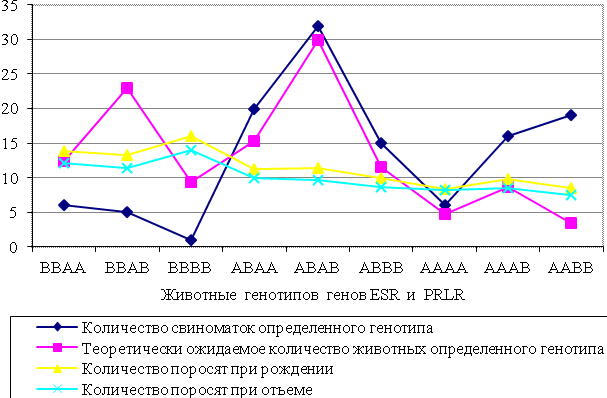 35
30
25
20
15
10
5
0
BBAA BBAB BBBB ABAA ABAB ABBB AAAA AAAB AABB
Животные генотипов генов ESR и PRLR
Количество свиноматок определенного генотипа
Теоретически ожидаемое количество животных определенного генотипа
Количество поросят при рождении
Количество поросят при отъеме